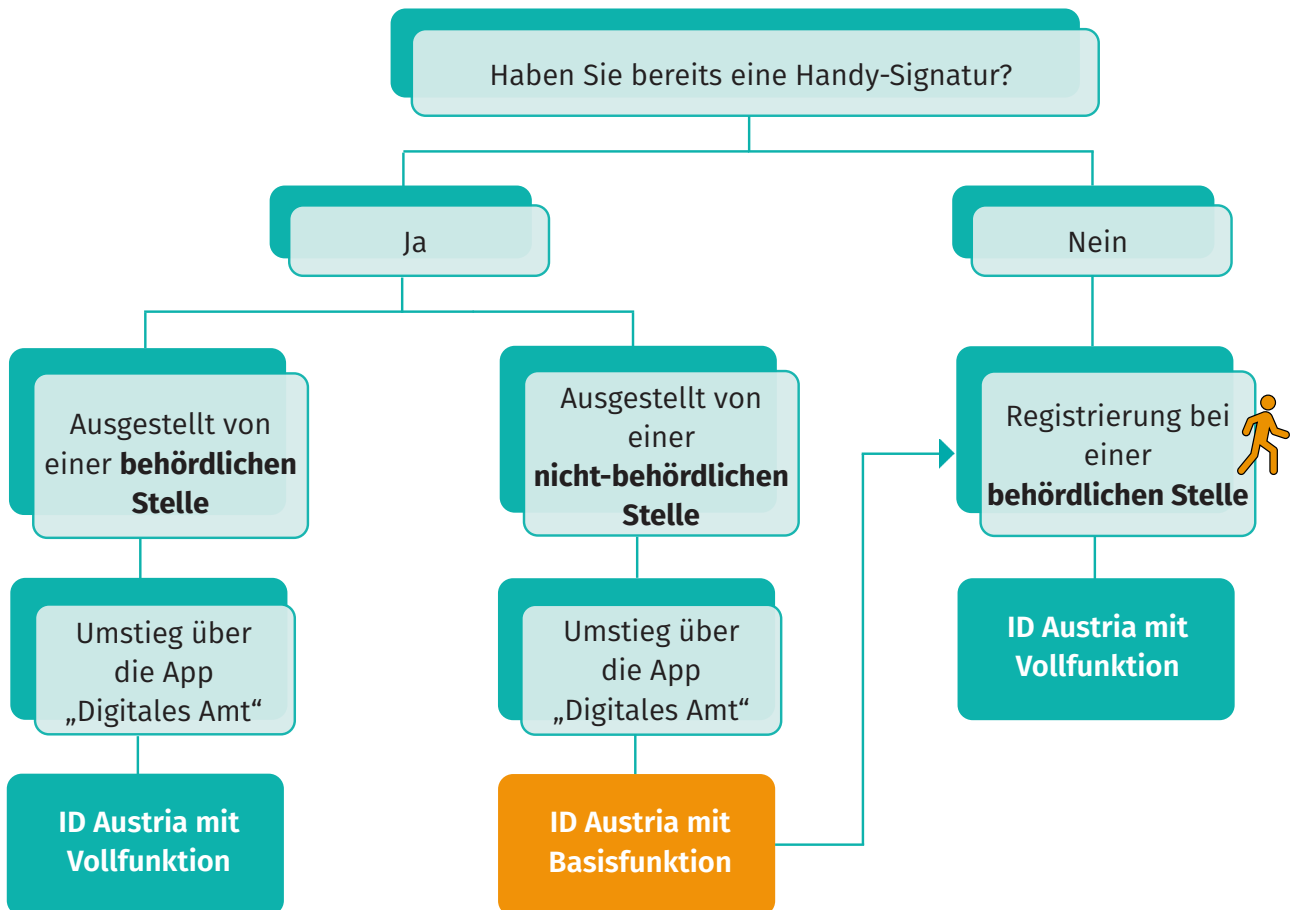 Haben Sie bereits eine Handy-Signatur?
Ja
Nein
Ausgestellt von
einer behördlichen
Stelle
Ausgestellt von
einer
nicht-behördlichen
Stelle
Registrierung bei
einer
behördlichen Stelle
Umstieg über
die App
„Digitales Amt“
Umstieg über
die App
„Digitales Amt“
ID Austria mit
Vollfunktion
ID Austria mit
Vollfunktion
ID Austria mit
Basisfunktion